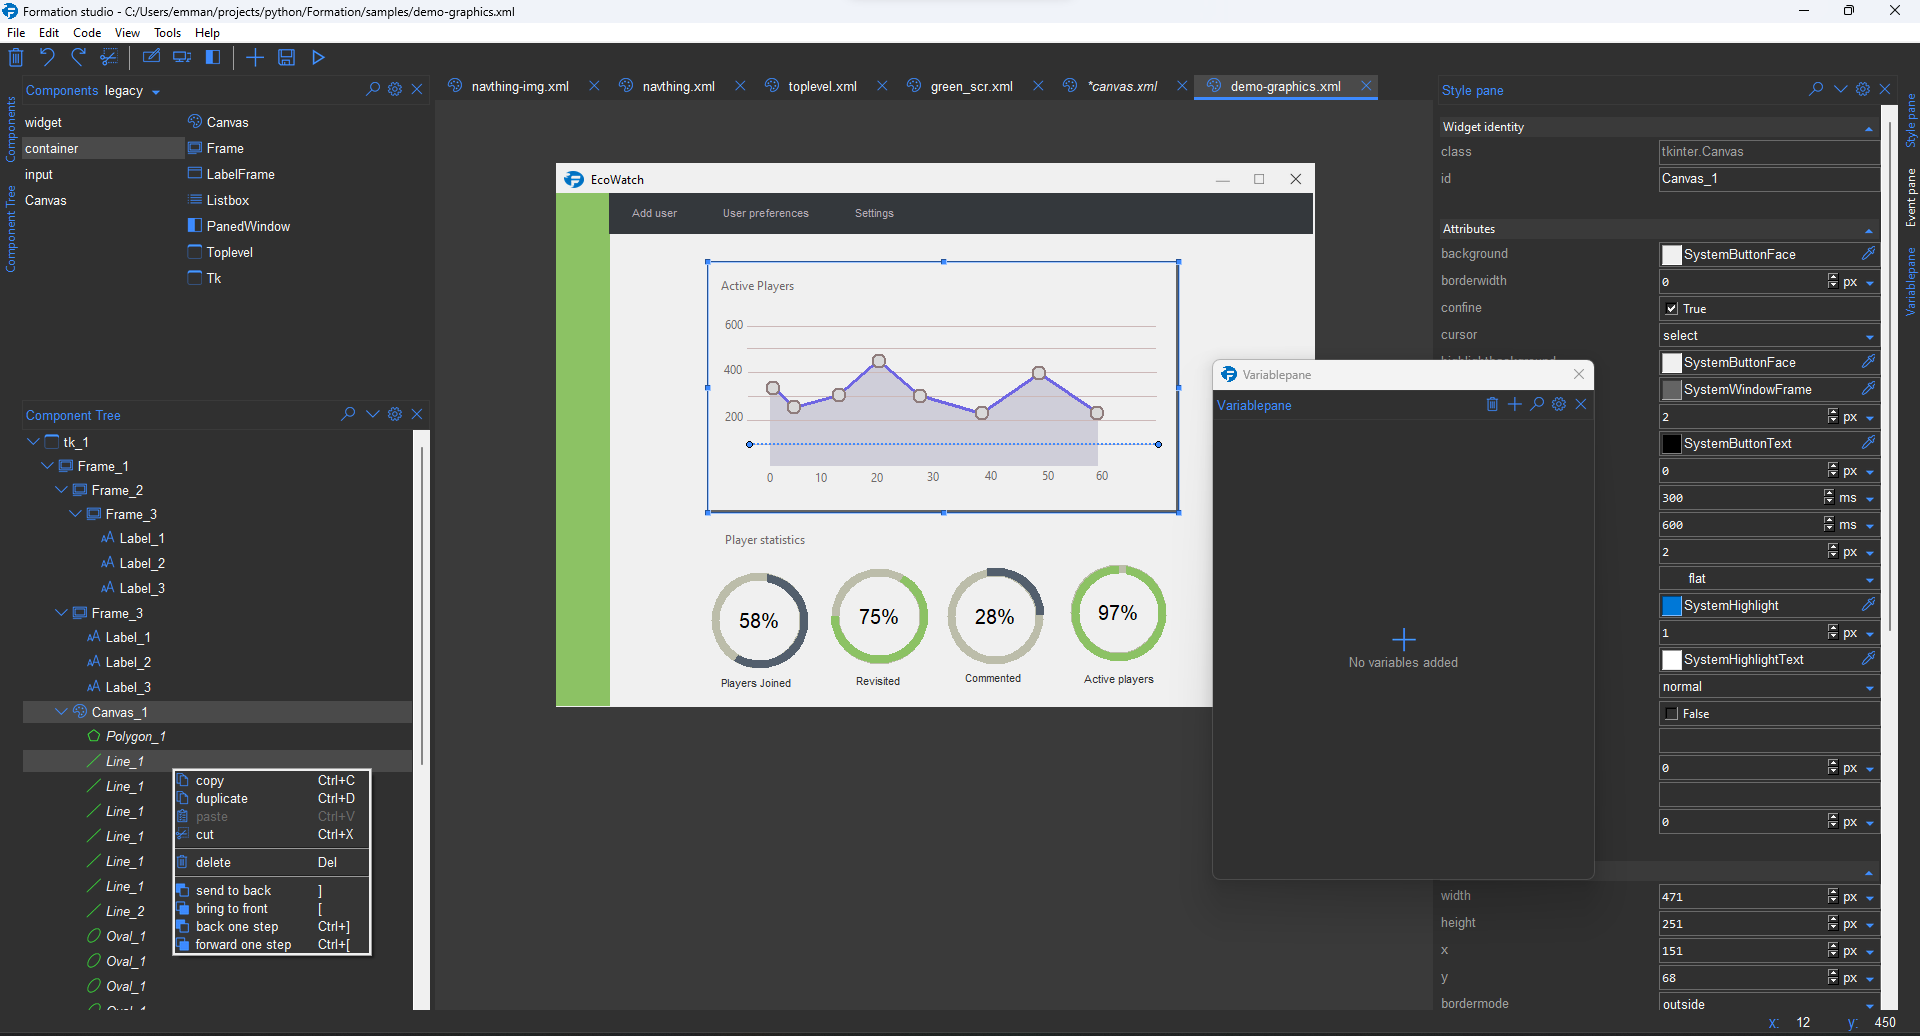 Formation studio - C:/Users/emman/projects/python/Formation/samples/demo-graphics.xml
File Edit Code View Tools Help
Components legacy
widget
container
input
Canvas
Canvas
Frame
LabelFrame
Listbox
PanedWindow
Toplevel
Tk
Components
Component Tree
Component Tree
tk_1
Frame_1
Frame_2
Frame_3
Label_1
Label_2
Label_3
Frame_3
Label_1
Label_2
Label_3
Canvas_1
Polygon_1
Line_1
Line_1
Line_1
Line_1
Line_1
Line_1
Line_2
Oval_1
Oval_1
Oval_1
copy Ctrl+C
duplicate Ctrl+D
paste Ctrl+V
cut Ctrl+X
delete Del
send to back ]
bring to front [
back one step Ctrl+]
forward one step Ctrl+[
navthing-img.xml navthing.xml toplevel.xml green_scr.xml *canvas.xml demo-graphics.xml
EcoWatch
Add user User preferences Settings
Active Players
600
400
200
0 10 20 30 40 50 60
Player statistics
58% 75% 28% 97%
Players Joined Revisited Commented Active players
Variablepane
Variablepane
No variables added
Style pane
Widget identity
class tkinter.Canvas
id Canvas_1
Attributes
background SystemButtonFace
borderwidth 0 px
confine True
cursor select
SystemButtonFace
SystemWindowFrame
2 px
SystemButtonText
0 px
300 ms
600 ms
2 px
flat
SystemHighlight
1 px
SystemHighlightText
normal
False
0 px
0 px
width 471 px
height 251 px
x 151 px
y 68 px
bordermode outside
x: 12 y: 450
Style pane
Event pane
Variablepane